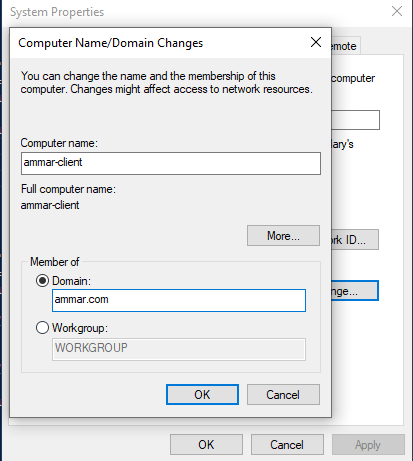 System Properties
Computer Name/Domain Changes
emote
You can change the name and the membership of this
computer. Changes might affect access to network resources.
computer
Computer name:
ammar-client
lary's
Full computer name:
ammar-client
More...
ork ID...
Member of
Domain:
ammar.com
nge...
Workgroup:
WORKGROUP
OK
Cancel
OK
Cancel
Apply